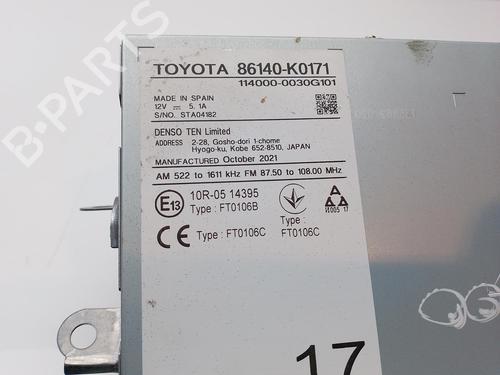 TOYOTA 86140-K0171
114000-0030G101
MADE IN SPAIN
12V 5.1A
S/NO. STA04182
DENSO TEN Limited
ADDRESS 2-28, Gosho-dori 1-chome
Hyogo-ku, Kobe 652-8510, JAPAN
MANUFACTURED October 2021
AM 522 to 1611 kHz FM 87.50 to 108.00 MHz
E13 10R-05 14395
Type : FT0106B
Type :
FT0106C
CE Type : FT0106C
17
B-PARTS